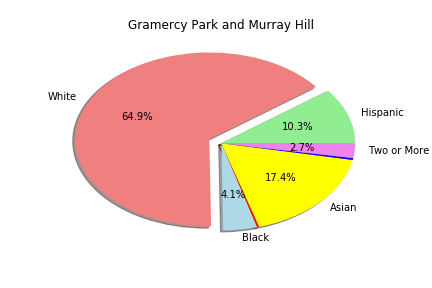 Gramercy Park and Murray Hill
White
64.9%
Hispanic
10.3%
2.7%
Two or More
17.4%
4.1%
Asian
Black